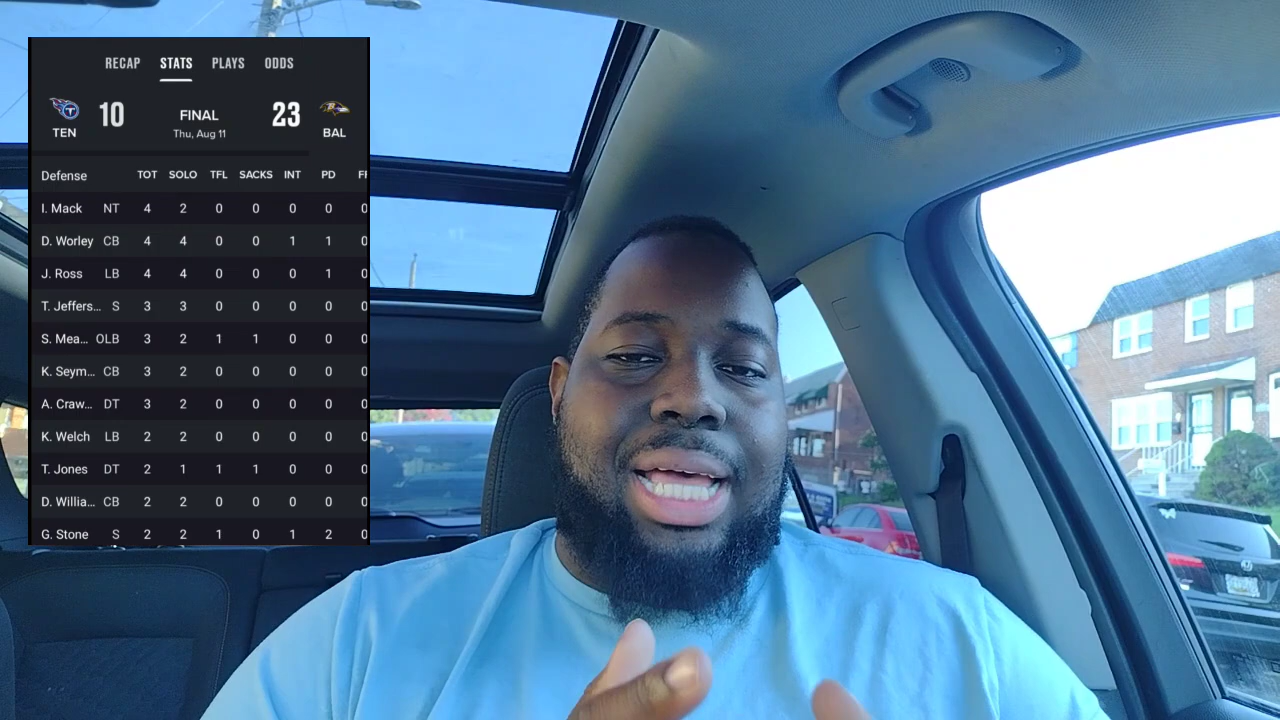 RECAP STATS PLAYS ODDS
10 FINAL 23
TEN Thu, Aug 11 BAL
Defense TOT SOLO TFL SACKS INT PD
I. Mack NT 4 2 0 0 0 0 0
D. Worley CB 4 4 0 0 1 1 0
J. Ross LB 4 4 0 0 0 1 0
T. Jeffers... S 3 3 0 0 0 0 0
S. Mea... OLB 3 2 1 1 0 0 0
K. Seym... CB 3 2 0 0 0 0 0
A. Craw... DT 3 2 0 0 0 0 0
K. Welch LB 2 2 0 0 0 0 0
T. Jones DT 2 1 1 1 0 0 0
D. Willia... CB 2 2 0 0 0 0 0
G. Stone S 2 2 1 0 1 2 0